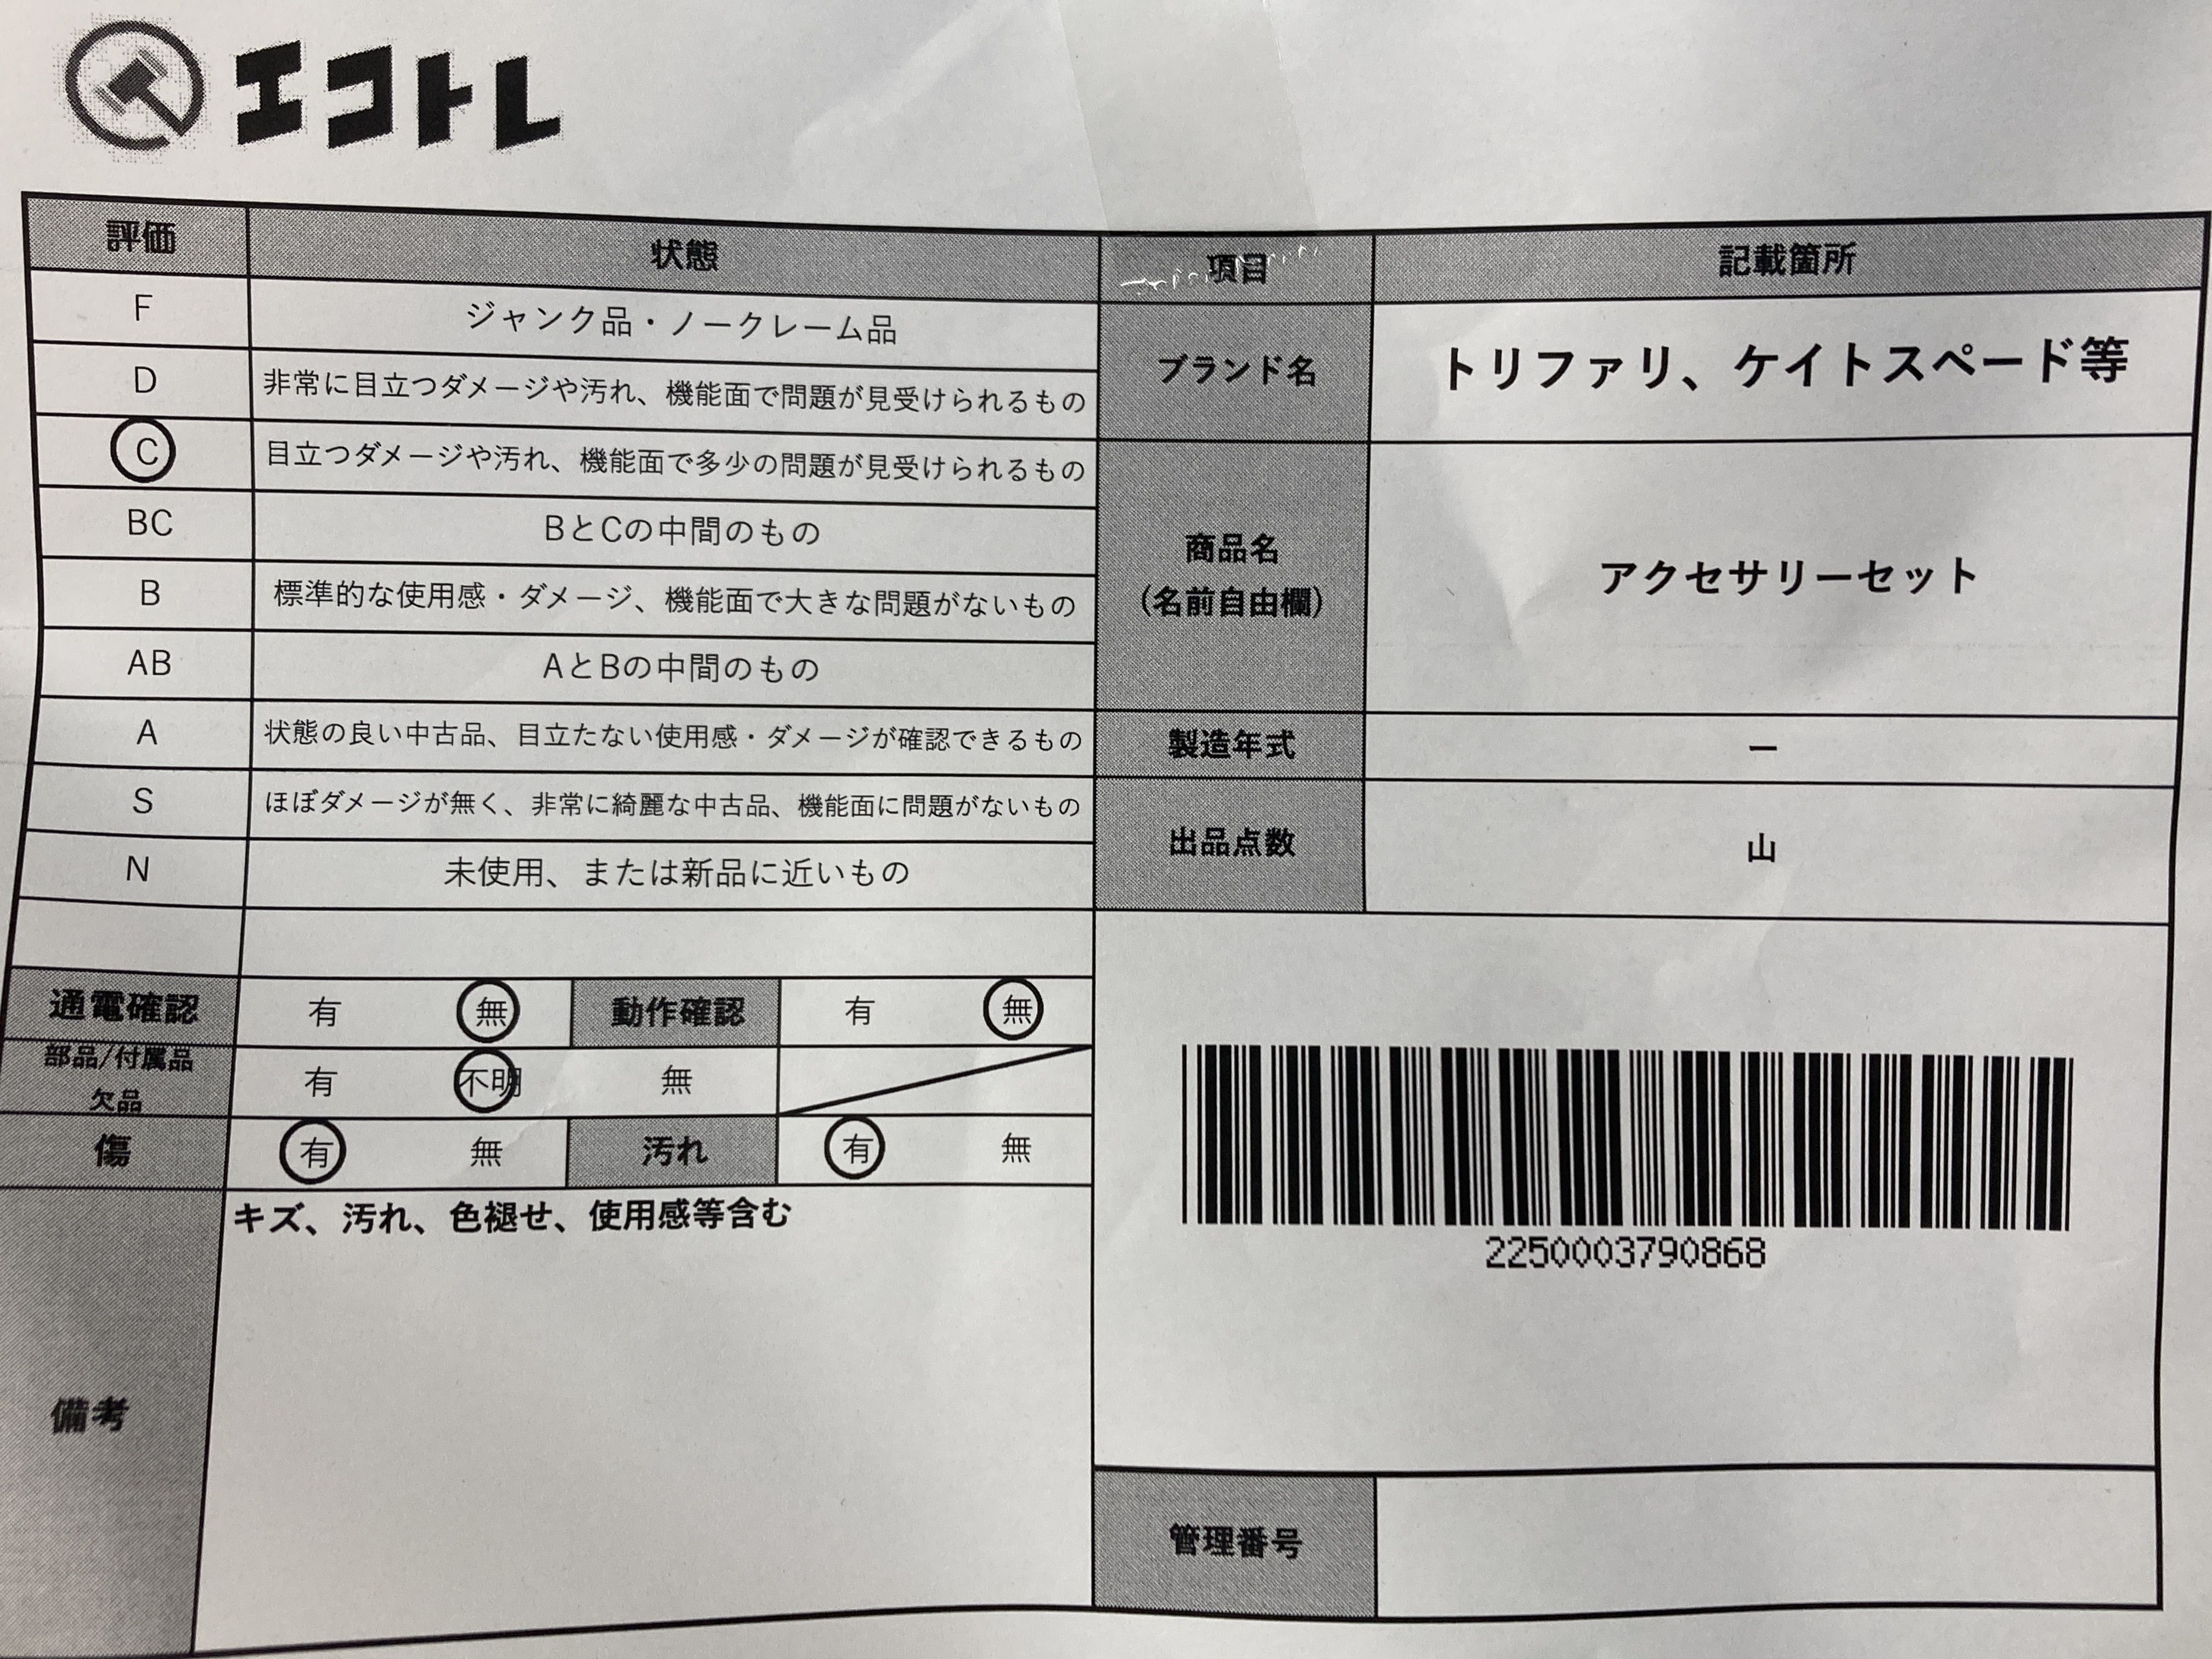 エコトレ
評価 状態
F ジャンク品・ノークレーム品
D 非常に目立つダメージや汚れ、機能面で問題が見受けられるもの
C 目立つダメージや汚れ、機能面で多少の問題が見受けられるもの
BC BとCの中間のもの
B 標準的な使用感・ダメージ、機能面で大きな問題がないもの
AB AとBの中間のもの
A 状態の良い中古品、目立たない使用感・ダメージが確認できるもの
S ほぼダメージが無く、非常に綺麗な中古品、機能面に問題がないもの
N 未使用、または新品に近いもの
通電確認 有 無 動作確認 有 無
部品/付属品
欠品 有 不明 無
傷 有 無 汚れ 有 無
備考 キズ、汚れ、色褪せ、使用感等含む
項目 記載箇所
ブランド名 トリファリ、ケイトスペード等
商品名
(名前自由欄) アクセサリーセット
製造年式 ー
出品点数 山
2250003790868
管理番号